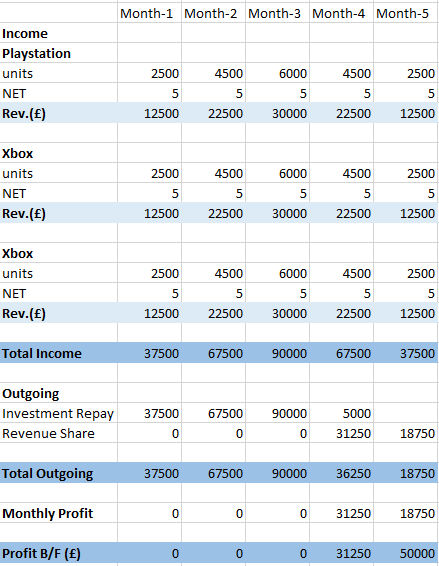 Month-1 Month-2 Month-3 Month-4 Month-5
Income
Playstation
units 2500 4500 6000 4500 2500
NET 5 5 5 5 5
Rev.(£) 12500 22500 30000 22500 12500
Xbox
units 2500 4500 6000 4500 2500
NET 5 5 5 5 5
Rev.(£) 12500 22500 30000 22500 12500
Xbox
units 2500 4500 6000 4500 2500
NET 5 5 5 5 5
Rev.(£) 12500 22500 30000 22500 12500
Total Income 37500 67500 90000 67500 37500
Outgoing
Investment Repay 37500 67500 90000 5000
Revenue Share 0 0 0 31250 18750
Total Outgoing 37500 67500 90000 36250 18750
Monthly Profit 0 0 0 31250 18750
Profit B/F (£) 0 0 0 31250 50000